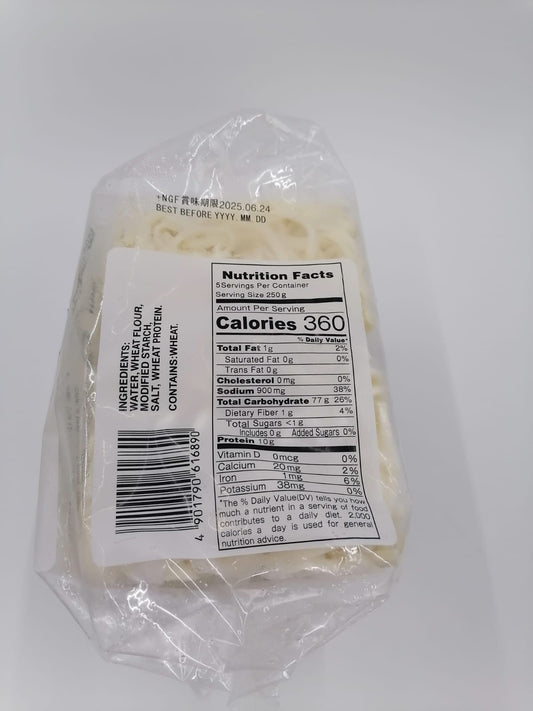 +NGF賞味期限2025.06.24
BEST BEFORE YYYY.MM.DD
INGREDIENTS:
WATER, WHEAT FLOUR,
MODIFIED STARCH,
SALT, WHEAT PROTEIN.
CONTAINS:WHEAT.
4 901790 616890
Nutrition Facts
5Servings Per Container
Serving Size 250g
Amount Per Serving
Calories 360
% Daily Value*
Total Fat 1g 2%
Saturated Fat 0g 0%
Trans Fat 0g
Cholesterol 0mg 0%
Sodium 900mg 38%
Total Carbohydrate 77g 26%
Dietary Fiber 1g 4%
Total Sugars <1g
Includes 0g Added Sugars 0%
Protein 10g
Vitamin D 0mcg 0%
Calcium 20mg 2%
Iron 1mg 6%
Potassium 38mg 0%
*The % Daily Value(DV) tells you how
much a nutrient in a serving of food
contributes to a daily diet. 2,000
calories a day is used for general
nutrition advice.